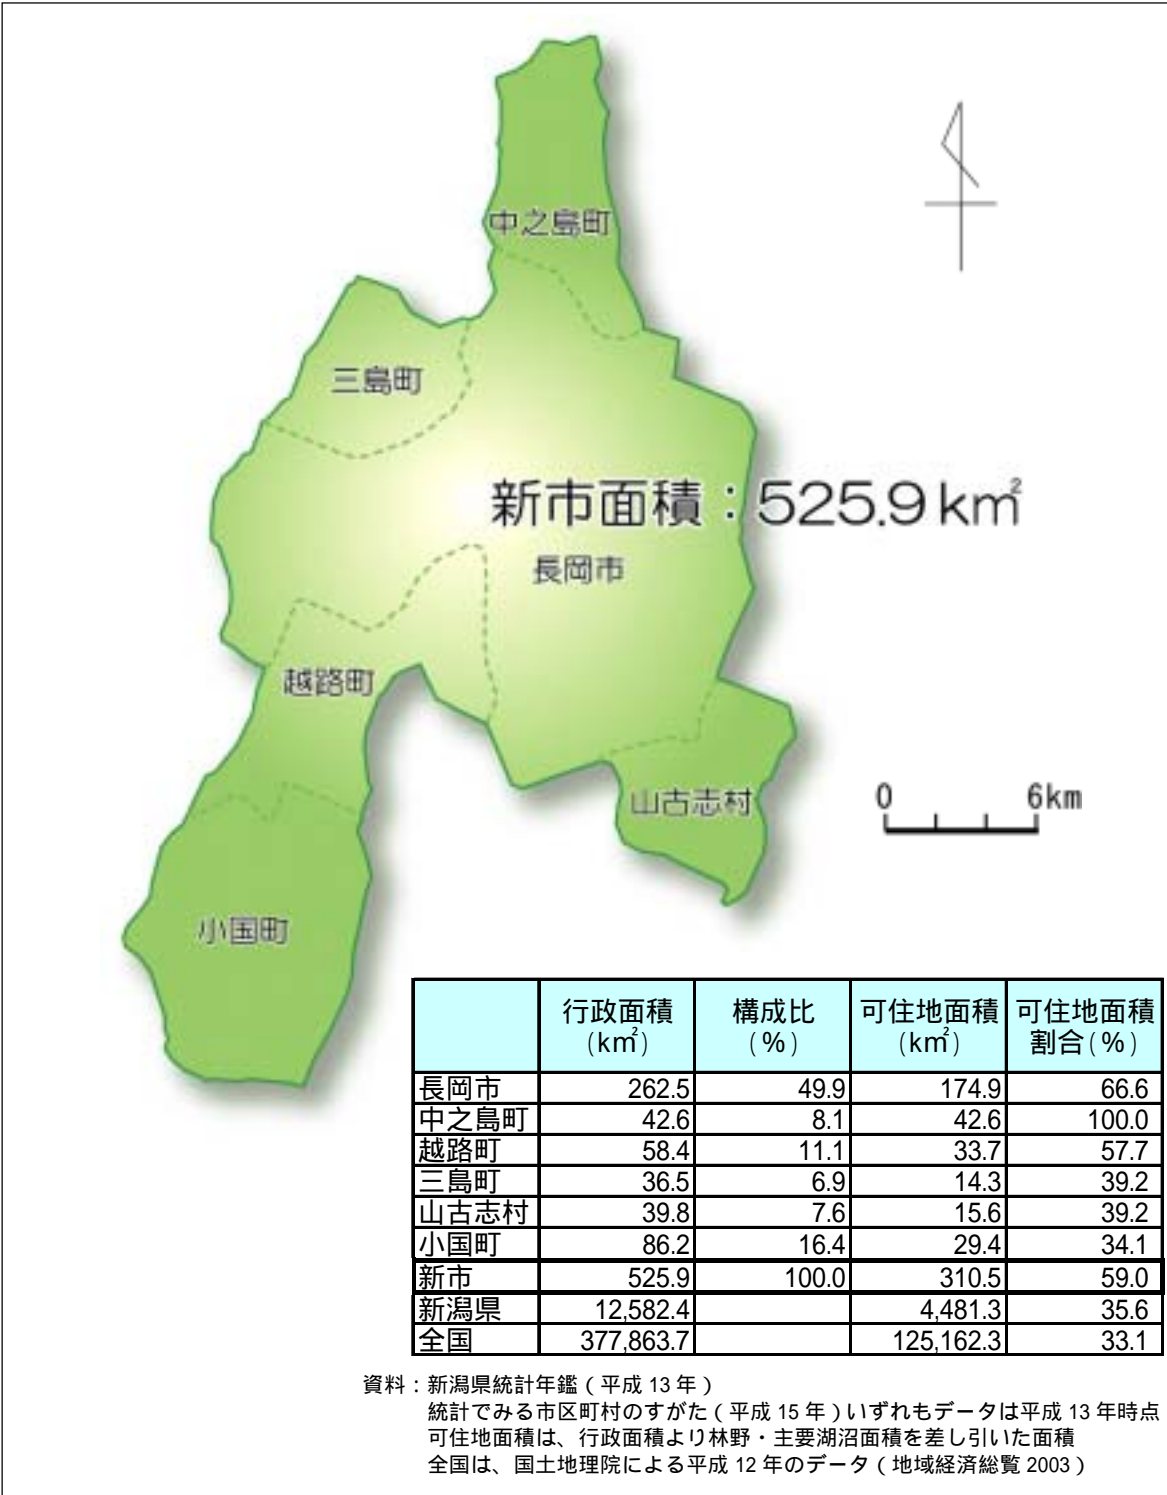 中之島町
三島町
新市面積：525.9km²
長岡市
越路町
0 6km
山古志村
小国町
行政面積 構成比 可住地面積 可住地面積
(km²) (%) (km²) 割合(%)
長岡市 262.5 49.9 174.9 66.6
中之島町 42.6 8.1 42.6 100.0
越路町 58.4 11.1 33.7 57.7
三島町 36.5 6.9 14.3 39.2
山古志村 39.8 7.6 15.6 39.2
小国町 86.2 16.4 29.4 34.1
新市 525.9 100.0 310.5 59.0
新潟県 12,582.4 4,481.3 35.6
全国 377,863.7 125,162.3 33.1
資料：新潟県統計年鑑（平成13年）
統計でみる市区町村のすがた（平成15年）いずれもデータは平成13年時点
可住地面積は、行政面積より林野・主要湖沼面積を差し引いた面積
全国は、国土地理院による平成12年のデータ（地域経済総覧2003）